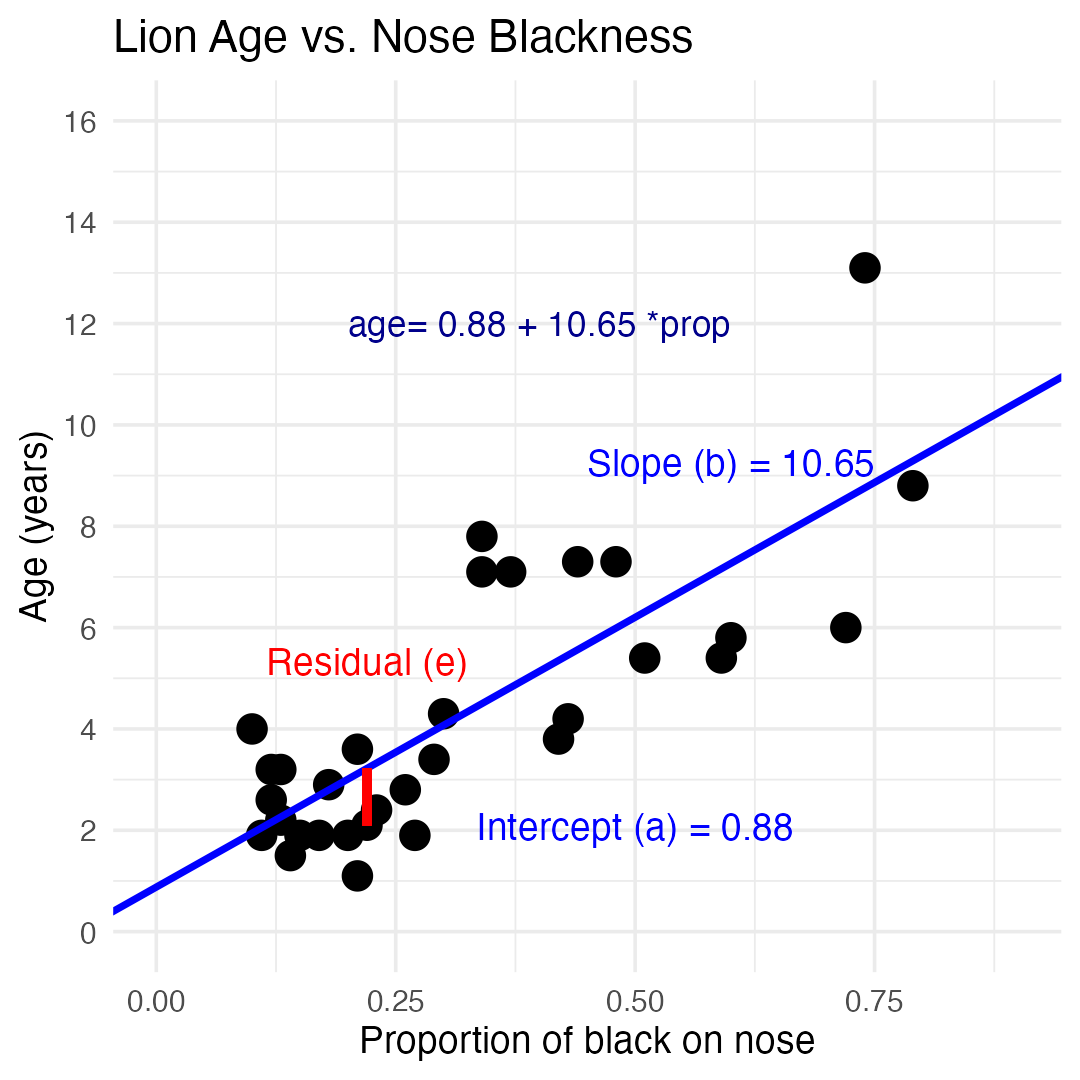 Lion Age vs. Nose Blackness
16
14
12
10
8
6
4
2
0
Age (years)
age= 0.88 + 10.65 *prop
Slope (b) = 10.65
Residual (e)
Intercept (a) = 0.88
0.00 0.25 0.50 0.75
Proportion of black on nose